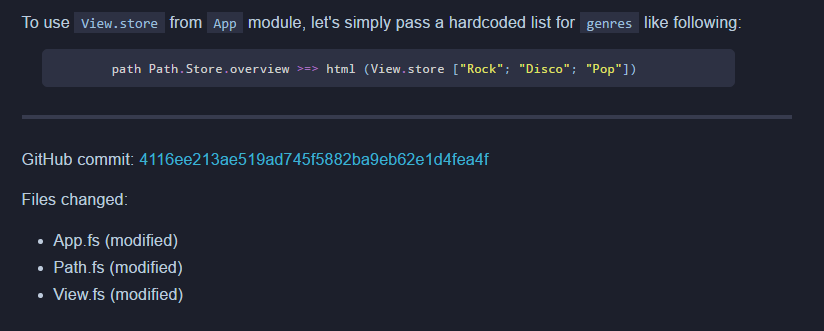 To use View.store from App module, let's simply pass a hardcoded list for genres like following:
path Path.Store.overview >=> html (View.store ["Rock"; "Disco"; "Pop"])
GitHub commit: 4116ee213ae519ad745f5882ba9eb62e1d4fea4f
Files changed:
• App.fs (modified)
• Path.fs (modified)
• View.fs (modified)